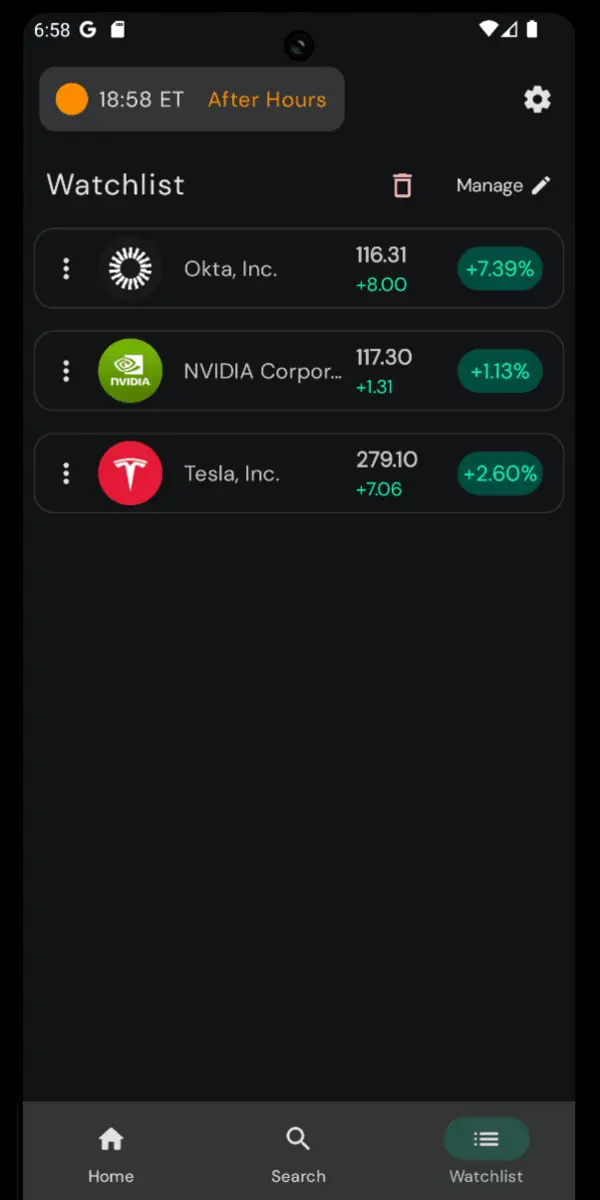 6:58 G
18:58 ET After Hours
Watchlist Manage
Okta, Inc. 116.31 +8.00 +7.39%
NVIDIA
NVIDIA Corpor... 117.30 +1.31 +1.13%
Tesla, Inc. 279.10 +7.06 +2.60%
Home Search Watchlist